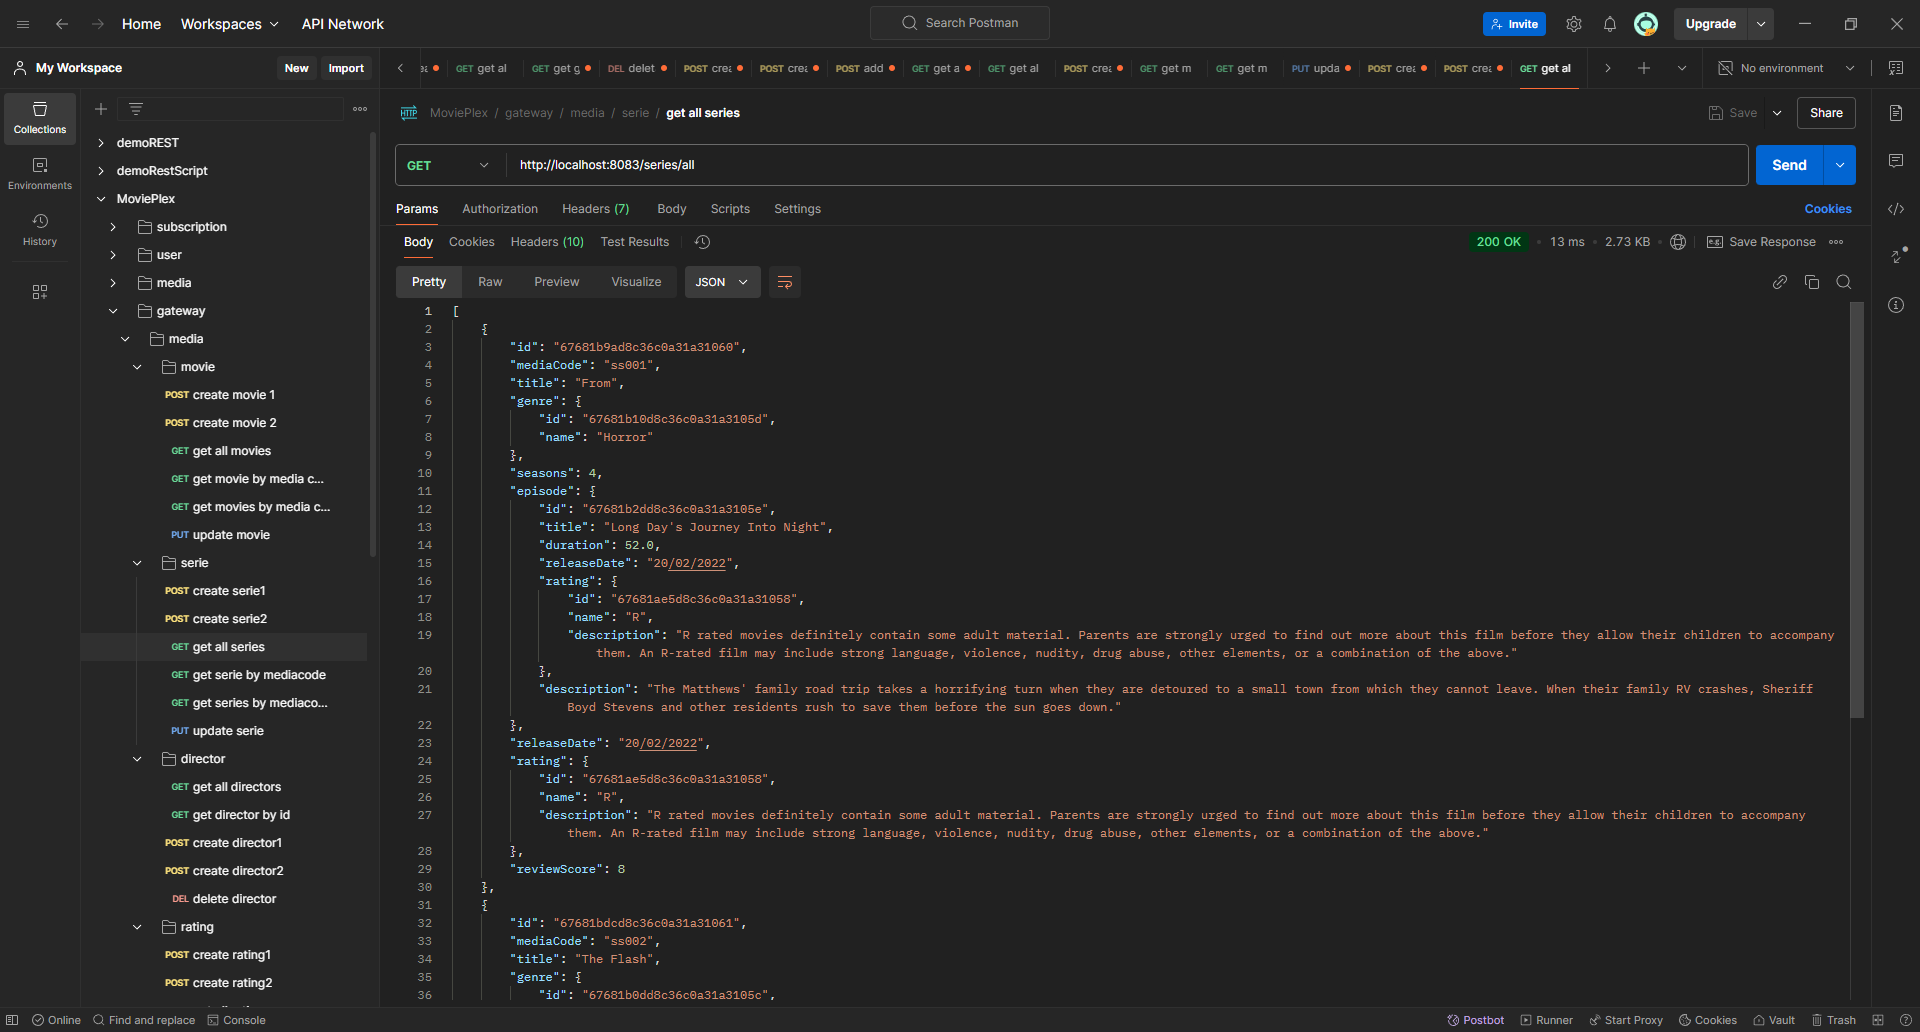 Home Workspaces API Network Search Postman Invite Upgrade
My Workspace New Import
GET get al GET get g DEL delet POST crea POST crea POST add GET get a GET get al POST crea GET get m GET get m PUT upda POST crea POST crea GET get al No environment
Collections
Environments
History
demoREST
demoRestScript
MoviePlex
subscription
user
media
gateway
media
movie
POST create movie 1
POST create movie 2
GET get all movies
GET get movie by media c...
GET get movies by media c...
PUT update movie
serie
POST create serie1
POST create serie2
GET get all series
GET get serie by mediacode
GET get series by mediaco...
PUT update serie
director
GET get all directors
GET get director by id
POST create director1
POST create director2
DEL delete director
rating
POST create rating1
POST create rating2
HTTP MoviePlex / gateway / media / serie / get all series Save Share
GET http://localhost:8083/series/all Send
Params Authorization Headers (7) Body Scripts Settings Cookies
Body Cookies Headers (10) Test Results 200 OK 13 ms 2.73 KB e.g. Save Response
Pretty Raw Preview Visualize JSON
1 [
2 {
3 "id": "67681b9ad8c36c0a31a31060",
4 "mediaCode": "ss001",
5 "title": "From",
6 "genre": {
7 "id": "67681b10d8c36c0a31a3105d",
8 "name": "Horror"
9 },
10 "seasons": 4,
11 "episode": {
12 "id": "67681b2dd8c36c0a31a3105e",
13 "title": "Long Day's Journey Into Night",
14 "duration": 52.0,
15 "releaseDate": "20/02/2022",
16 "rating": {
17 "id": "67681ae5d8c36c0a31a31058",
18 "name": "R",
19 "description": "R rated movies definitely contain some adult material. Parents are strongly urged to find out more about this film before they allow their children to accompany
them. An R-rated film may include strong language, violence, nudity, drug abuse, other elements, or a combination of the above."
20 },
21 "description": "The Matthews' family road trip takes a horrifying turn when they are detoured to a small town from which they cannot leave. When their family RV crashes, Sheriff
Boyd Stevens and other residents rush to save them before the sun goes down."
22 },
23 "releaseDate": "20/02/2022",
24 "rating": {
25 "id": "67681ae5d8c36c0a31a31058",
26 "name": "R",
27 "description": "R rated movies definitely contain some adult material. Parents are strongly urged to find out more about this film before they allow their children to accompany
them. An R-rated film may include strong language, violence, nudity, drug abuse, other elements, or a combination of the above."
28 },
29 "reviewScore": 8
30 },
31 {
32 "id": "67681bdcd8c36c0a31a31061",
33 "mediaCode": "ss002",
34 "title": "The Flash",
35 "genre": {
36 "id": "67681b0dd8c36c0a31a3105c",
Online Find and replace Console Postbot Runner Start Proxy Cookies Vault Trash